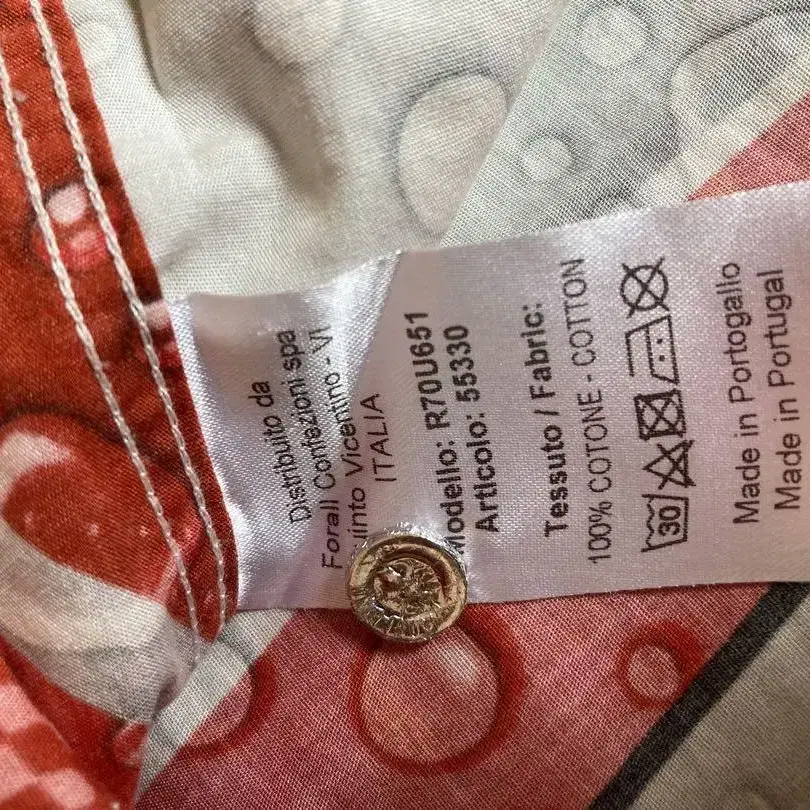 Distribuito da
Forall Confezioni spa
uinto Vicentino - VI
ITALIA
Modello: R70U651
Articolo: 55330
Tessuto / Fabric:
100% COTONE - COTTON
30
Made in Portogallo
Made in Portugal